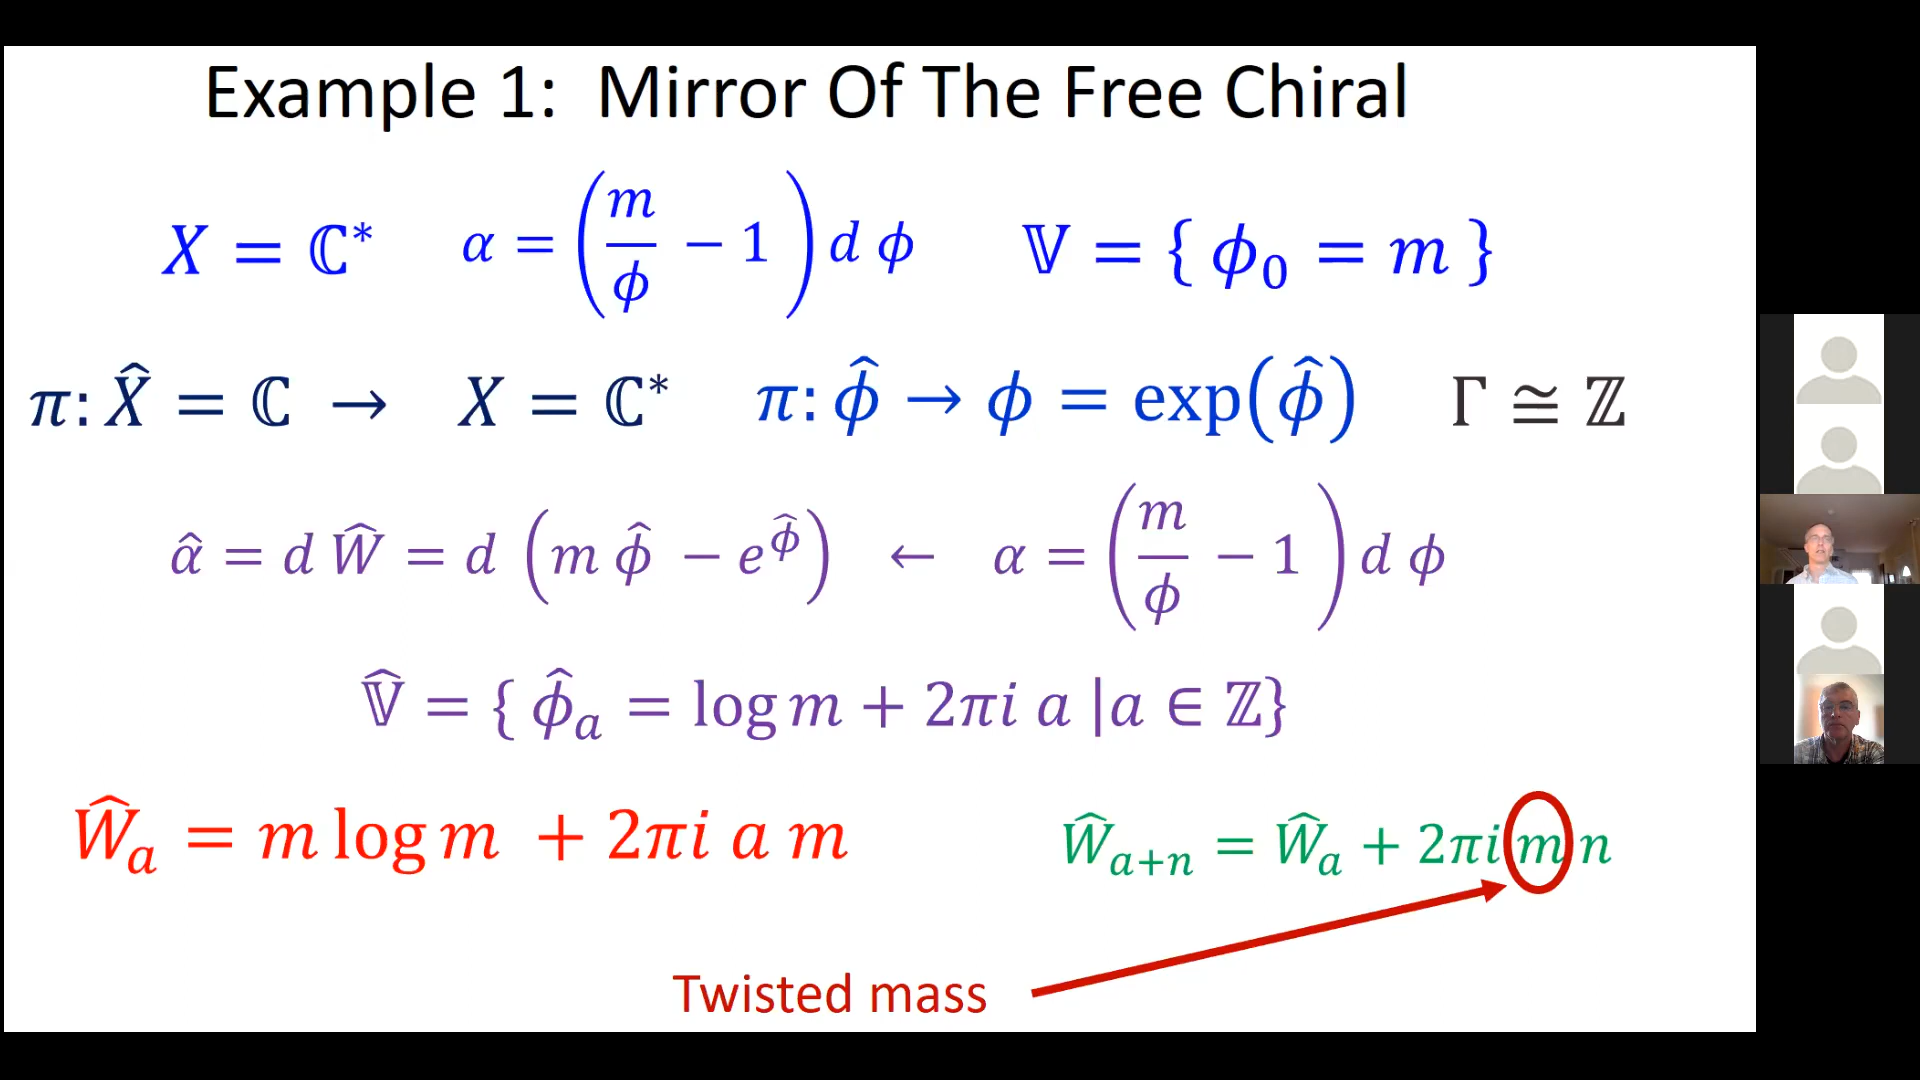 Example 1: Mirror Of The Free Chiral
X = ℂ* α = (m/ϕ − 1) d ϕ 𝕍 = { ϕ₀ = m }
π: X̂ = ℂ → X = ℂ* π: ϕ̂ → ϕ = exp(ϕ̂) Γ ≅ ℤ
α̂ = d Ŵ = d (m ϕ̂ − e^ϕ̂) ← α = (m/ϕ − 1) d ϕ
𝕍̂ = { ϕ̂ₐ = log m + 2πi a |a ∈ ℤ}
Ŵₐ = m log m + 2πi a m Ŵ_{a+n} = Ŵₐ + 2πi m n
Twisted mass